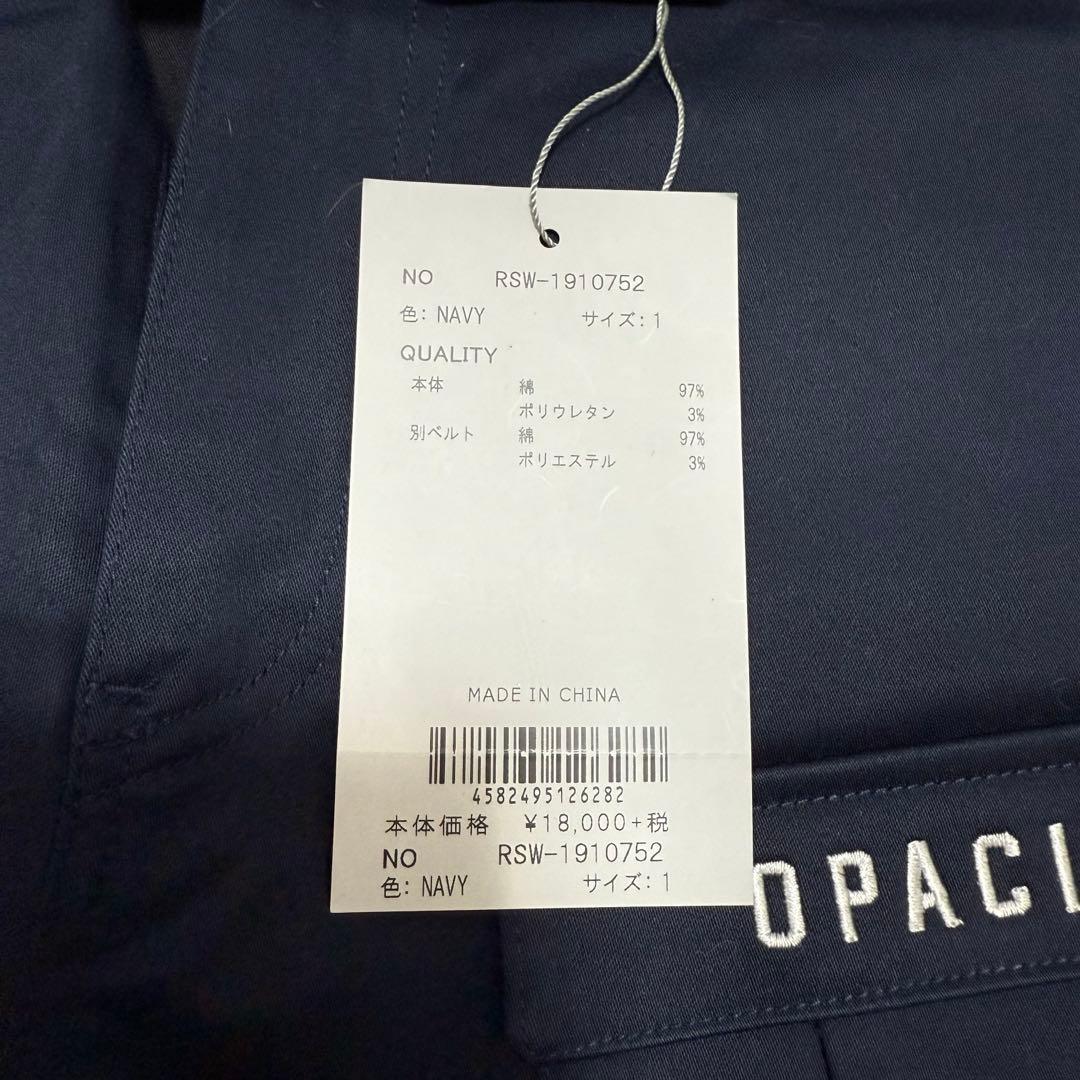 NO RSW-1910752
色: NAVY サイズ: 1
QUALITY
本体 綿 97%
ポリウレタン 3%
別ベルト 綿 97%
ポリエステル 3%
MADE IN CHINA
4582495126282
本体価格 ¥18,000+税
NO RSW-1910752
色: NAVY サイズ: 1
OPACI